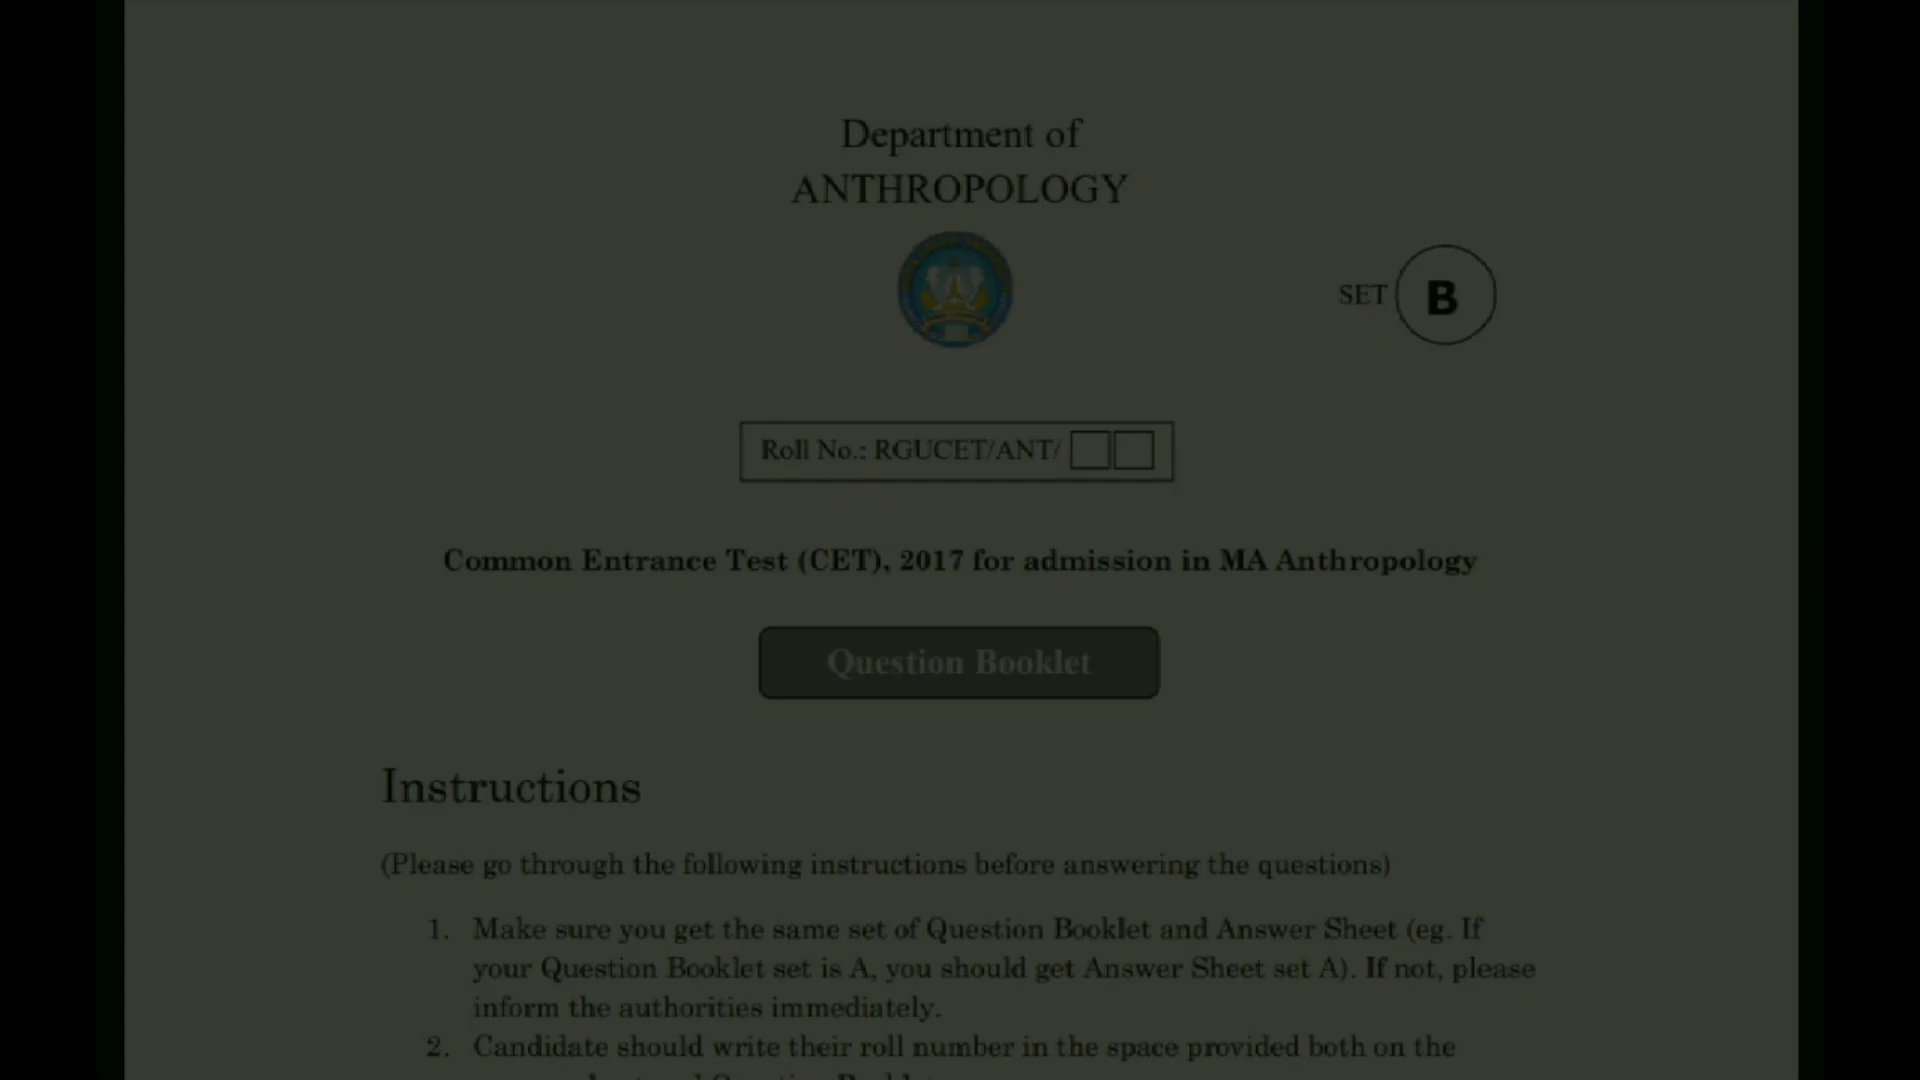 Department of
ANTHROPOLOGY
SET B
Roll No.: RGUCET/ANT/
Common Entrance Test (CET), 2017 for admission in MA Anthropology
Question Booklet
Instructions
(Please go through the following instructions before answering the questions)
1. Make sure you get the same set of Question Booklet and Answer Sheet (eg. If
your Question Booklet set is A, you should get Answer Sheet set A). If not, please
inform the authorities immediately.
2. Candidate should write their roll number in the space provided both on the